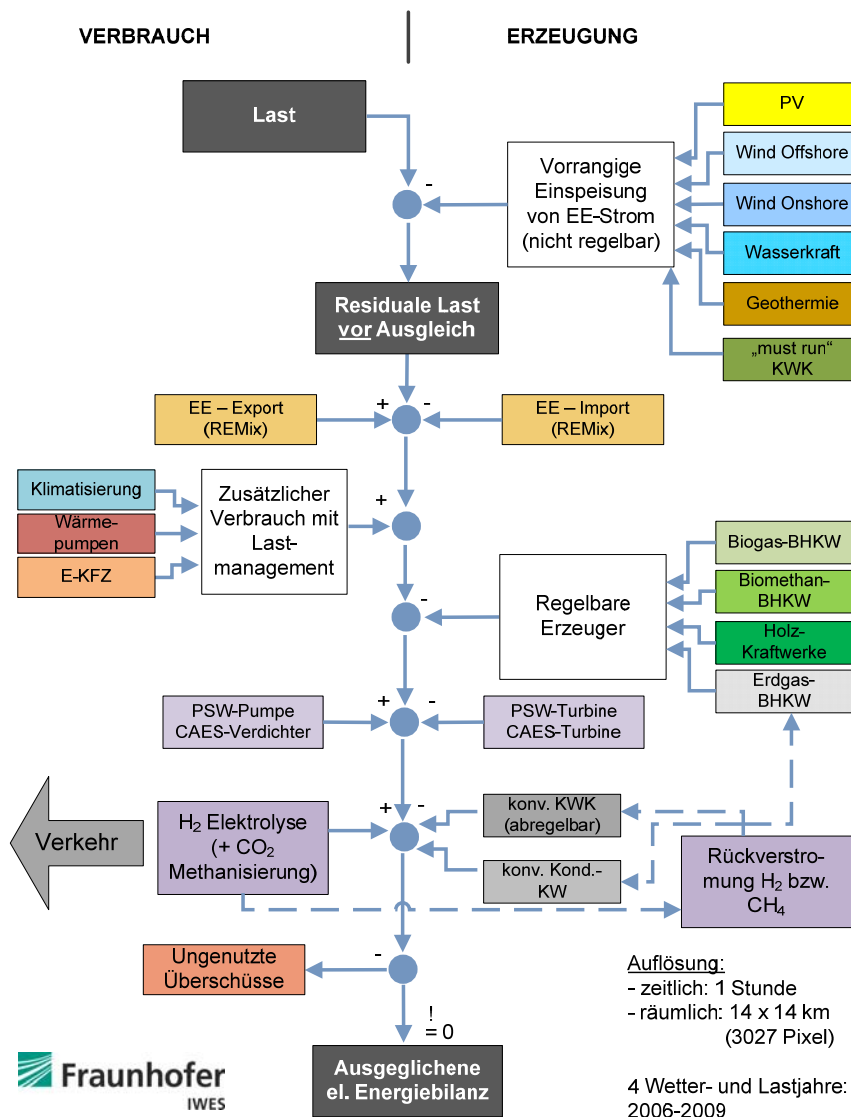 VERBRAUCH
ERZEUGUNG
Last
-
Vorrangige
Einspeisung
von EE-Strom
(nicht regelbar)
PV
Wind Offshore
Wind Onshore
Wasserkraft
Geothermie
„must run“
KWK
Residuale Last
vor Ausgleich
EE – Export
(REMix)
+
-
EE – Import
(REMix)
Klimatisierung
Wärme-
pumpen
E-KFZ
Zusätzlicher
Verbrauch mit
Last-
management
+
-
Regelbare
Erzeuger
Biogas-BHKW
Biomethan-
BHKW
Holz-
Kraftwerke
Erdgas-
BHKW
PSW-Pumpe
CAES-Verdichter
+
-
PSW-Turbine
CAES-Turbine
Verkehr
H2 Elektrolyse
(+ CO2
Methanisierung)
+
-
konv. KWK
(abregelbar)
konv. Kond.-
KW
Rückverstro-
mung H2 bzw.
CH4
Ungenutzte
Überschüsse
-
!
= 0
Ausgeglichene
el. Energiebilanz
Auflösung:
- zeitlich: 1 Stunde
- räumlich: 14 x 14 km
(3027 Pixel)
4 Wetter- und Lastjahre:
2006-2009
Fraunhofer
IWES